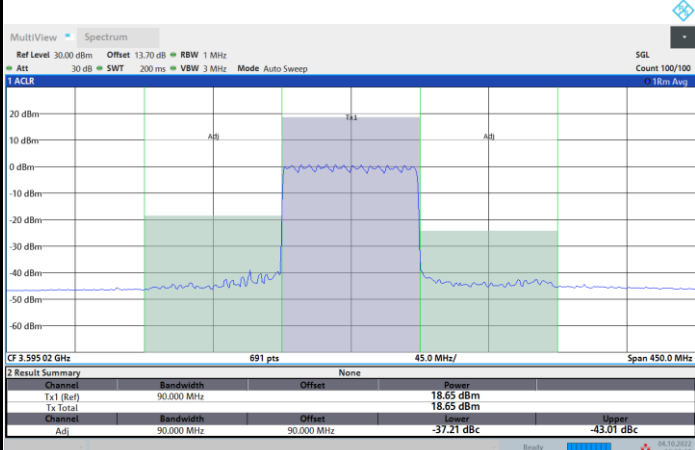 MultiView Spectrum
Ref Level 30.00 dBm Offset 13.70 dB RBW 1 MHz SGL
Att 30 dB SWT 200 ms VBW 3 MHz Mode Auto Sweep Count 100/100
1 ACLR 1Rm Avg
20 dBm
Tx1
Adj Adj
10 dBm
0 dBm
-10 dBm
-20 dBm
-30 dBm
-40 dBm
-50 dBm
-60 dBm
CF 3.595 02 GHz 691 pts 45.0 MHz/ Span 450.0 MHz
2 Result Summary None
Channel Bandwidth Offset Power
Tx1 (Ref) 90.000 MHz 18.65 dBm
Tx Total 18.65 dBm
Channel Bandwidth Offset Lower Upper
Adj 90.000 MHz 90.000 MHz -37.21 dBc -43.01 dBc
Ready 04.10.2022